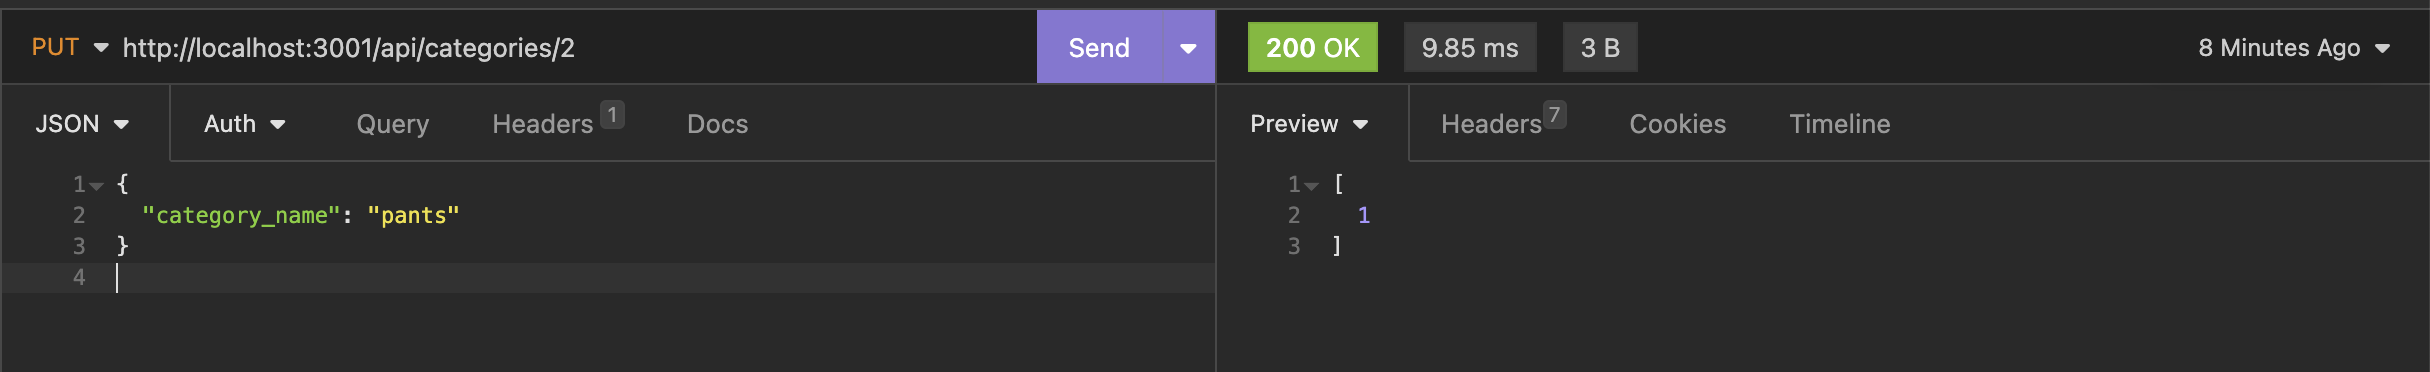 PUT http://localhost:3001/api/categories/2 Send 200 OK 9.85 ms 3 B 8 Minutes Ago
JSON Auth Query Headers 1 Docs Preview Headers 7 Cookies Timeline
1 {
2 "category_name": "pants"
3 }
4
1 [
2 1
3 ]